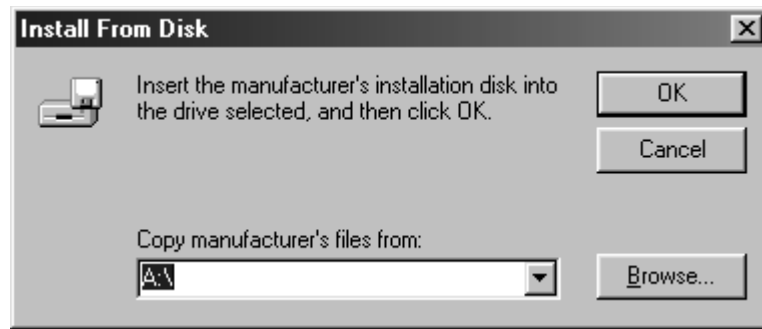 Install From Disk
Insert the manufacturer's installation disk into
the drive selected, and then click OK.
OK
Cancel
Copy manufacturer's files from:
A:\
Browse...